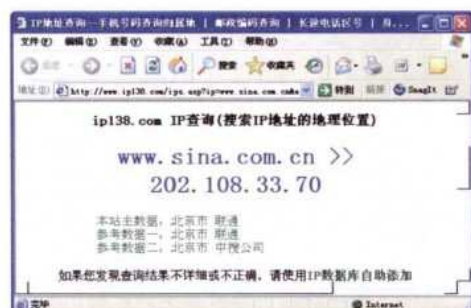 IP地址查询--手机号码查询归属地 | 邮政编码查询 | 长途电话区号 | 身...
文件(F) 编辑(E) 查看(V) 收藏(A) 工具(T) 帮助(H)
后退 搜索 收藏夹
地址(D) http://www.ip138.com/ips.asp?ip=www.sina.com.cn&a 转到 链接 SnagIt
ip138.com IP查询(搜索IP地址的地理位置)
www.sina.com.cn >>
202.108.33.70
本站主数据：北京市 联通
参考数据一：北京市 联通
参考数据二：北京市 中搜公司
如果您发现查询结果不详细或不正确，请使用IP数据库自助添加
完毕 Internet